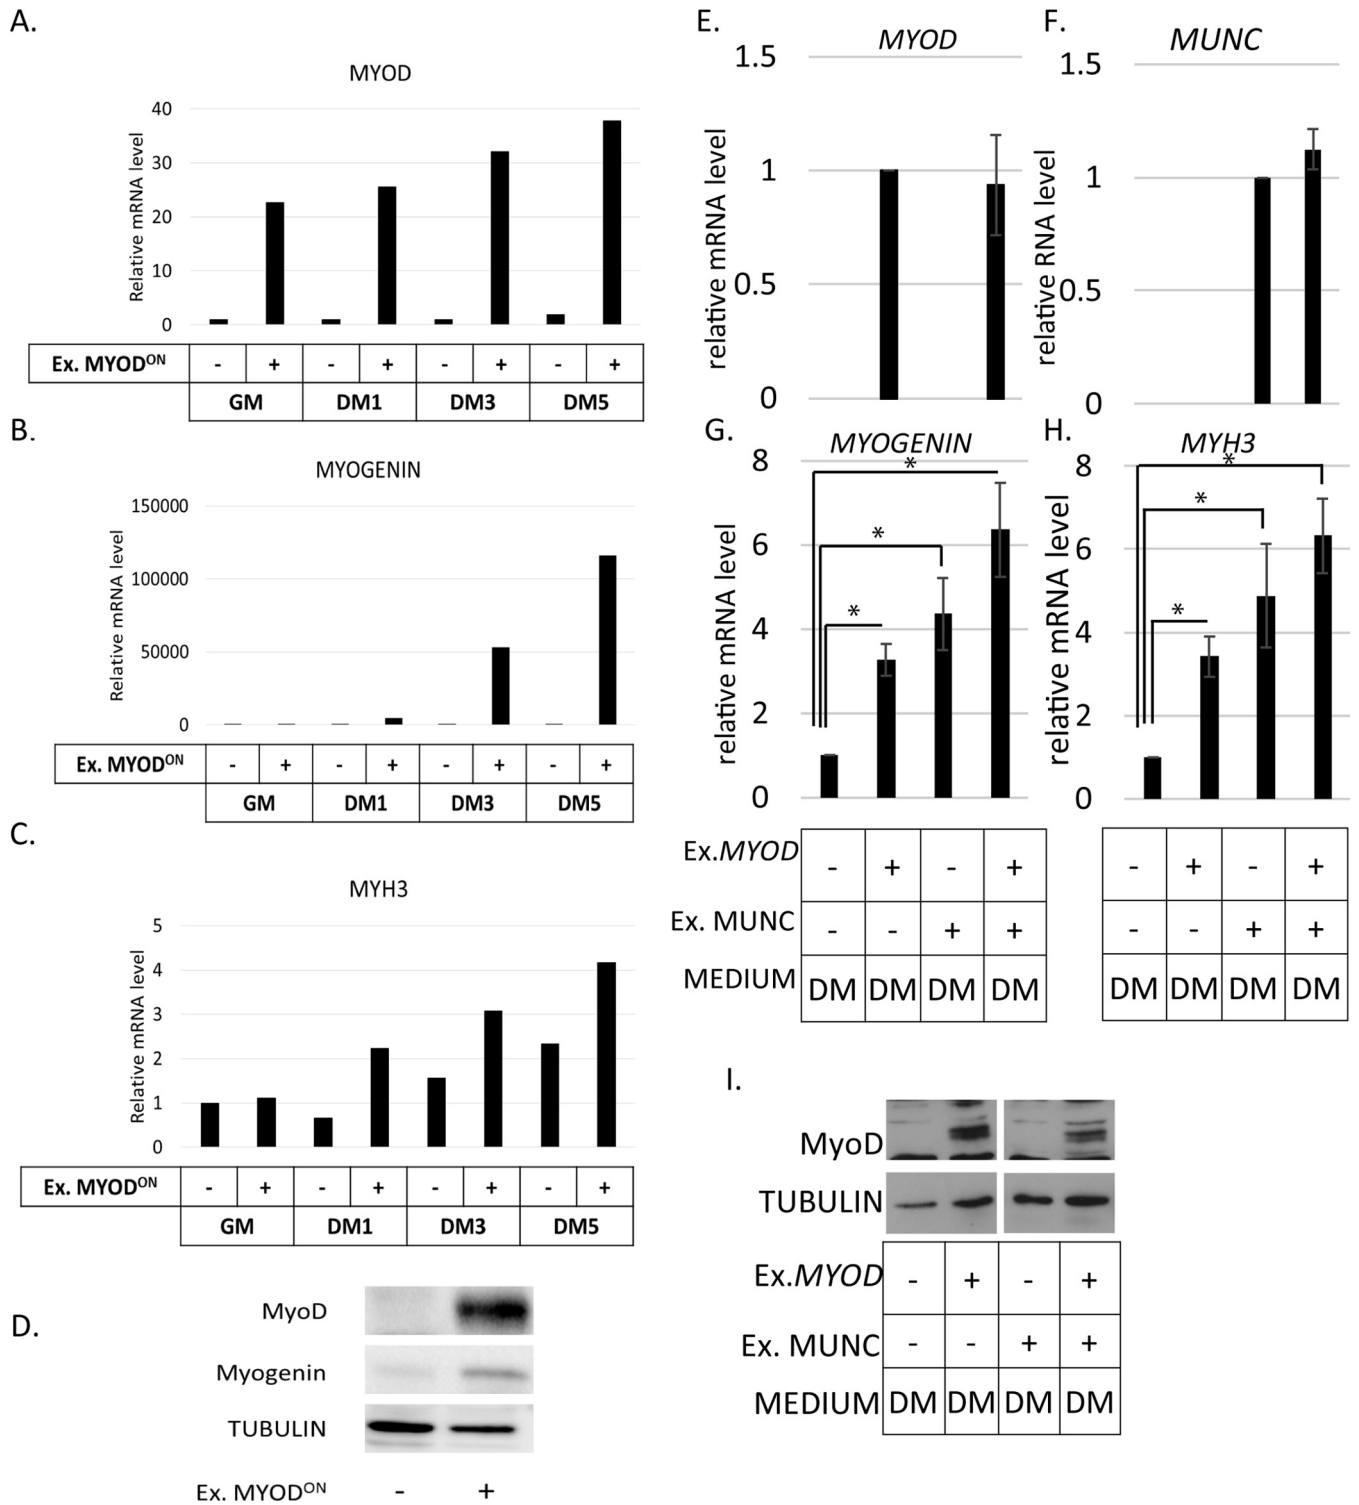 A.
MYOD
Relative mRNA level
40
30
20
10
0
Ex. MYODᴼᴺ - + - + - + - +
GM DM1 DM3 DM5
B.
MYOGENIN
Relative mRNA level
150000
100000
50000
0
Ex. MYODᴼᴺ - + - + - + - +
GM DM1 DM3 DM5
C.
MYH3
Relative mRNA level
5
4
3
2
1
0
Ex. MYODᴼᴺ - + - + - + - +
GM DM1 DM3 DM5
D.
MyoD
Myogenin
TUBULIN
Ex. MYODᴼᴺ - +
E.
MYOD
relative mRNA level
1.5
1
0.5
0
F.
MUNC
relative RNA level
1.5
1
0.5
0
G.
MYOGENIN
relative mRNA level
8
6
4
2
0
*
*
*
H.
MYH3
relative mRNA level
8
6
4
2
0
*
*
*
Ex.MYOD - + - + - + - +
Ex. MUNC - - + + - - + +
MEDIUM DM DM DM DM DM DM DM DM
I.
MyoD
TUBULIN
Ex.MYOD - + - +
Ex. MUNC - - + +
MEDIUM DM DM DM DM